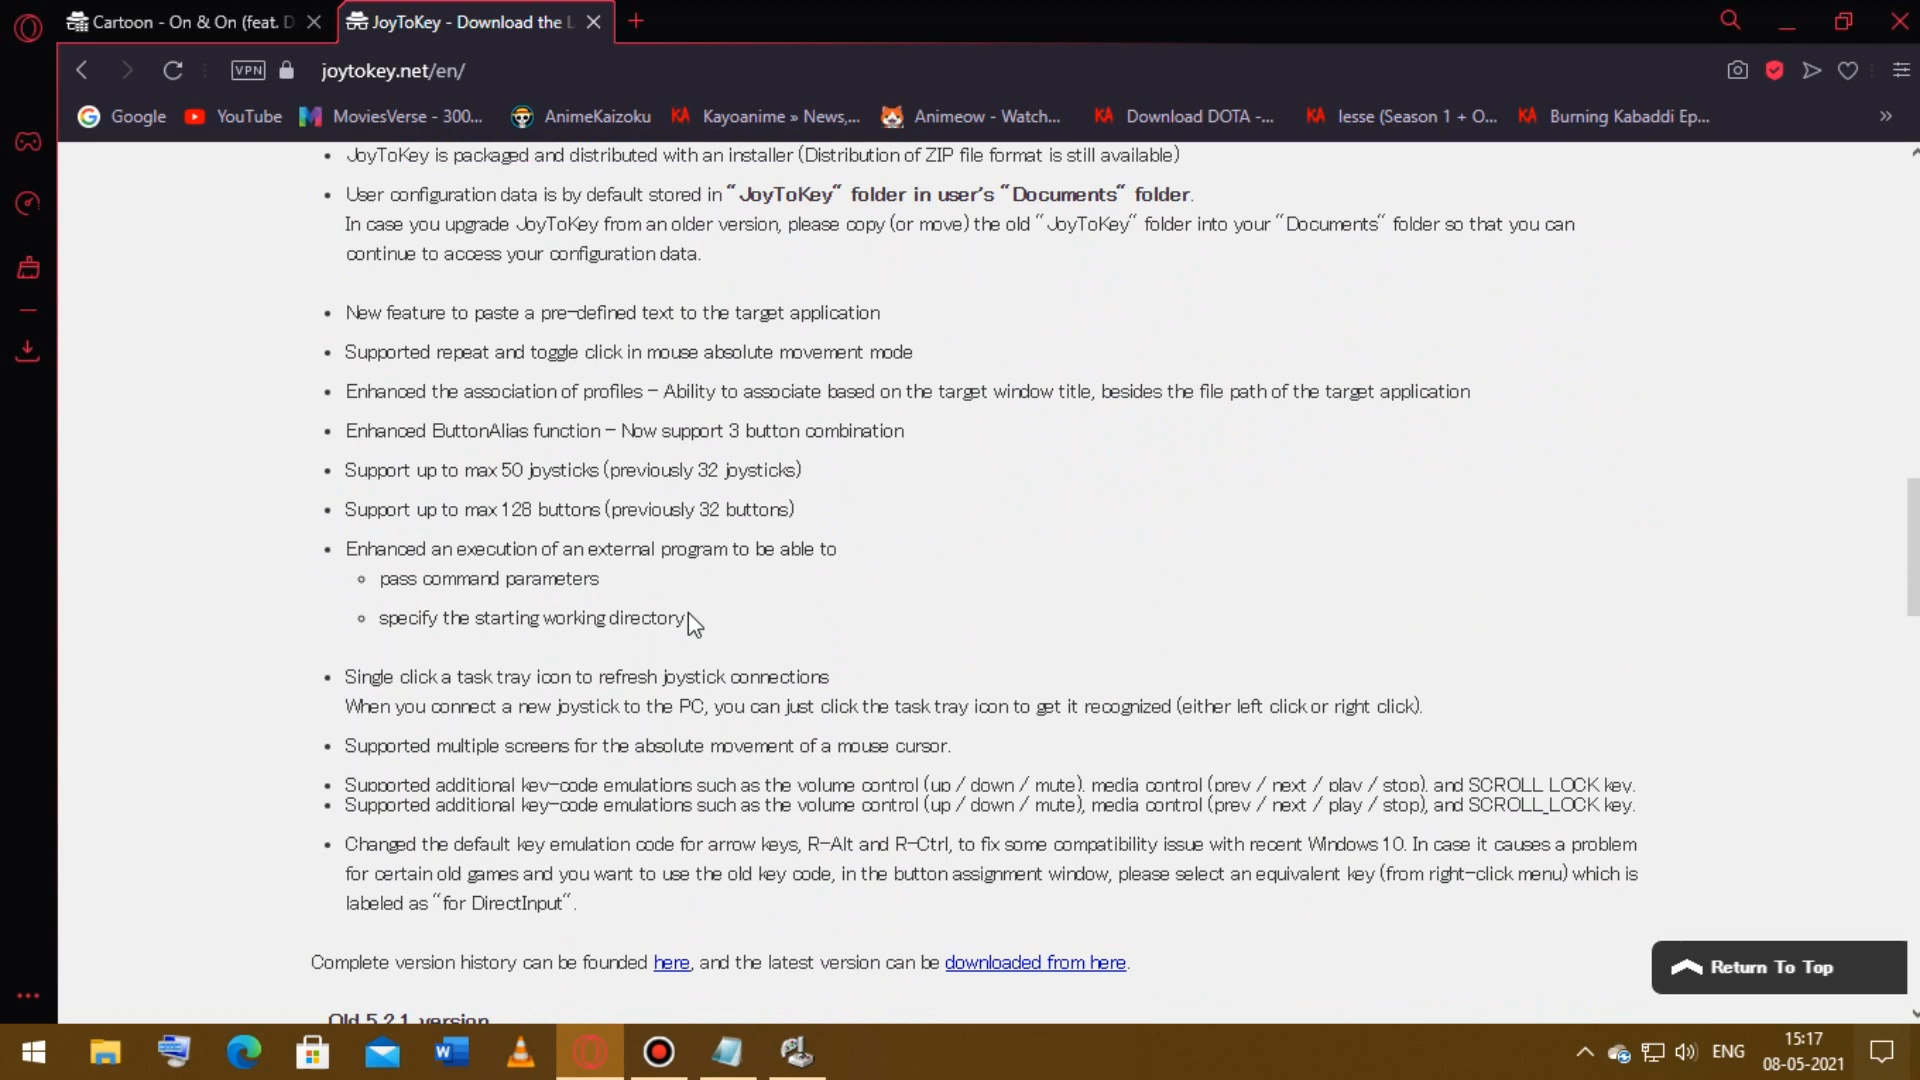 Cartoon - On & On (feat. D
JoyToKey - Download the L
VPN
joytokey.net/en/
Google
YouTube
MoviesVerse - 300...
AnimeKaizoku
KA Kayoanime » News,...
Animeow - Watch...
KA Download DOTA -...
KA Iesse (Season 1 + O...
KA Burning Kabaddi Ep...
»
• JoyToKey is packaged and distributed with an installer (Distribution of ZIP file format is still available)
• User configuration data is by default stored in "JoyToKey" folder in user's "Documents" folder.
In case you upgrade JoyToKey from an older version, please copy (or move) the old "JoyToKey" folder into your "Documents" folder so that you can
continue to access your configuration data.
• New feature to paste a pre-defined text to the target application
• Supported repeat and toggle click in mouse absolute movement mode
• Enhanced the association of profiles – Ability to associate based on the target window title, besides the file path of the target application
• Enhanced ButtonAlias function – Now support 3 button combination
• Support up to max 50 joysticks (previously 32 joysticks)
• Support up to max 128 buttons (previously 32 buttons)
• Enhanced an execution of an external program to be able to
◦ pass command parameters
◦ specify the starting working directory
• Single click a task tray icon to refresh joystick connections
When you connect a new joystick to the PC, you can just click the task tray icon to get it recognized (either left click or right click).
• Supported multiple screens for the absolute movement of a mouse cursor.
• Supported additional key-code emulations such as the volume control (up / down / mute), media control (prev / next / play / stop), and SCROLL LOCK key.
• Supported additional key-code emulations such as the volume control (up / down / mute), media control (prev / next / play / stop), and SCROLL_LOCK key.
• Changed the default key emulation code for arrow keys, R-Alt and R-Ctrl, to fix some compatibility issue with recent Windows 10. In case it causes a problem
for certain old games and you want to use the old key code, in the button assignment window, please select an equivalent key (from right-click menu) which is
labeled as "for DirectInput".
Complete version history can be founded here, and the latest version can be downloaded from here.
Return To Top
Old 5.2.1 version
ENG
15:17
08-05-2021